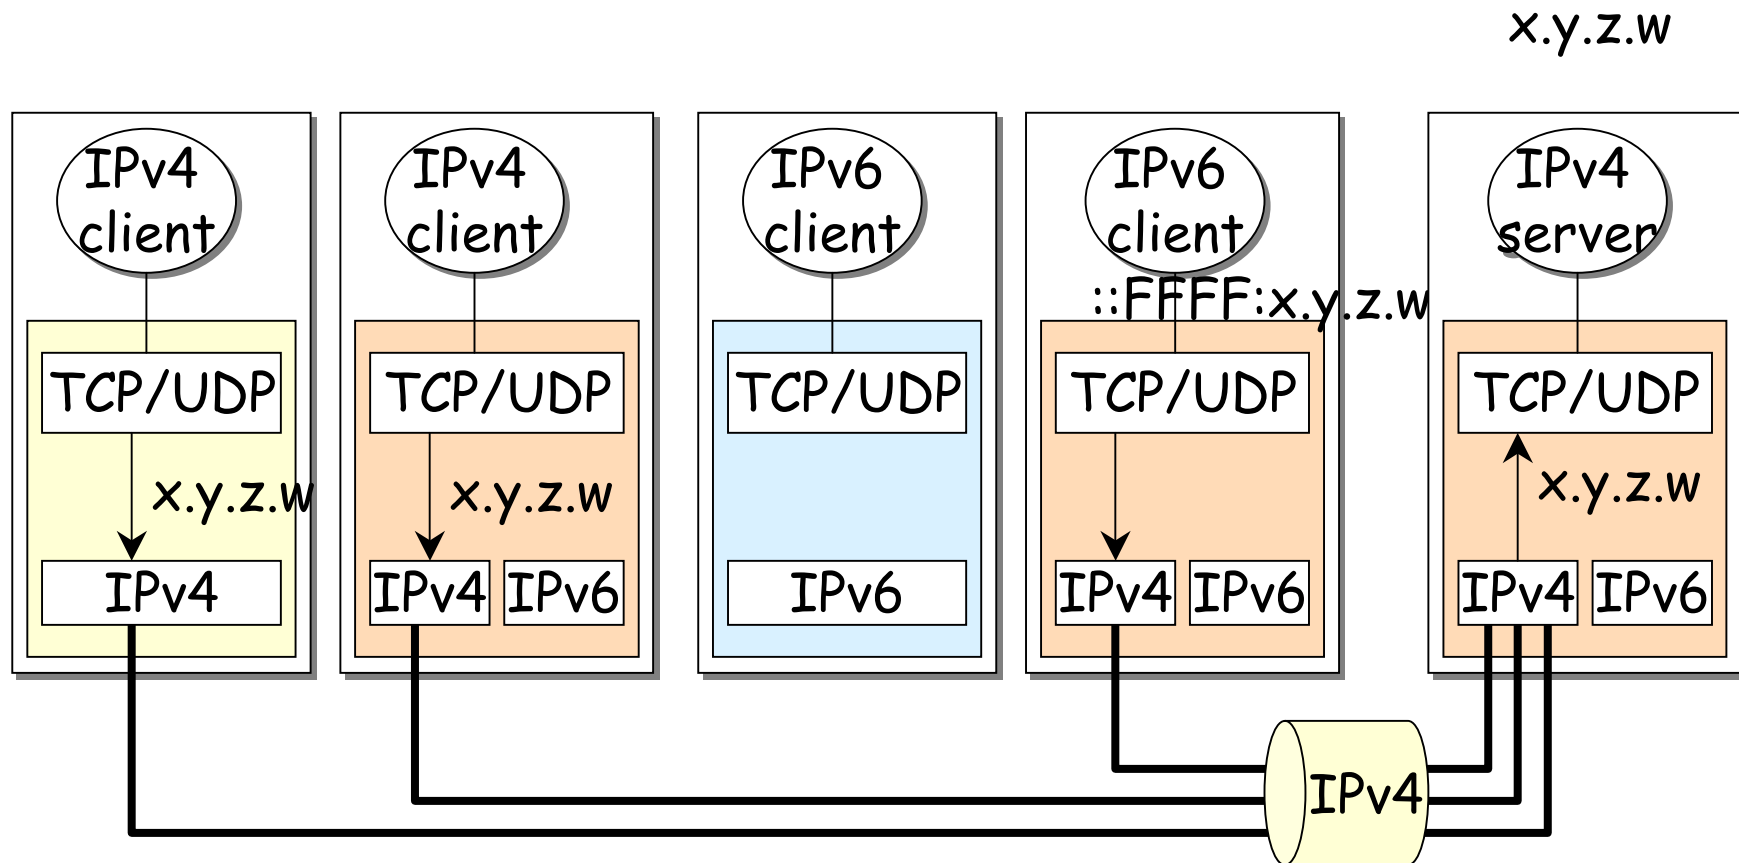 x.y.z.w
IPv4
client
IPv4
client
IPv6
client
IPv6
client
IPv4
server
::FFFF:x.y.z.w
TCP/UDP
TCP/UDP
TCP/UDP
TCP/UDP
TCP/UDP
x.y.z.w
x.y.z.w
x.y.z.w
IPv4
IPv4
IPv6
IPv6
IPv4
IPv6
IPv4
IPv6
IPv4